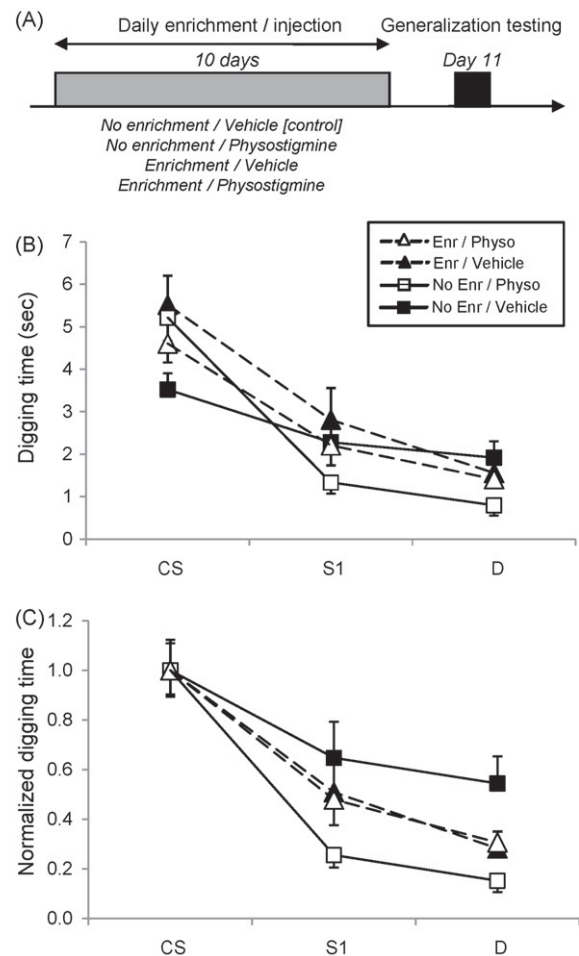 (A)
Daily enrichment / injection
Generalization testing
10 days
Day 11
No enrichment / Vehicle [control]
No enrichment / Physostigmine
Enrichment / Vehicle
Enrichment / Physostigmine
(B)
Enr / Physo
Enr / Vehicle
No Enr / Physo
No Enr / Vehicle
Digging time (sec)
7
6
5
4
3
2
1
0
CS
S1
D
(C)
Normalized digging time
1.2
1.0
0.8
0.6
0.4
0.2
0.0
CS
S1
D